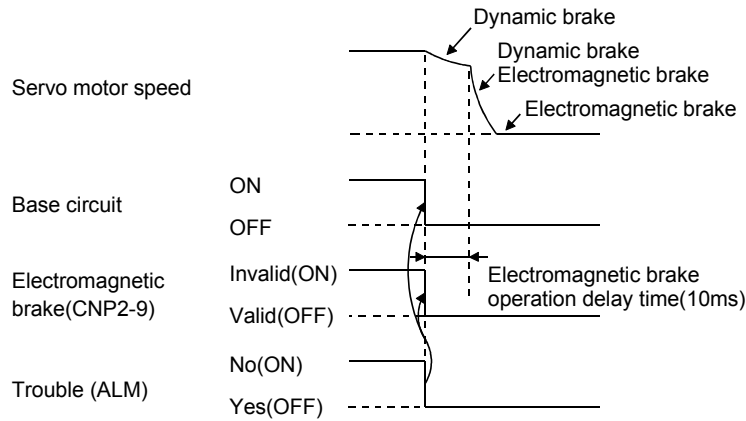 Dynamic brake
Dynamic brake
Electromagnetic brake
Servo motor speed
Electromagnetic brake
ON
Base circuit
OFF
Invalid(ON)
Electromagnetic
brake(CNP2-9)
Valid(OFF)
Electromagnetic brake
operation delay time(10ms)
No(ON)
Trouble (ALM)
Yes(OFF)